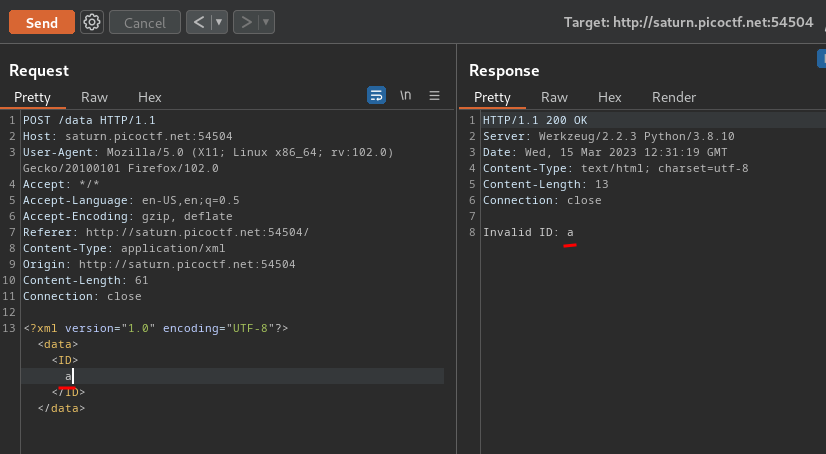 Send Cancel < > Target: http://saturn.picoctf.net:54504
Request
Pretty Raw Hex \n
1 POST /data HTTP/1.1
2 Host: saturn.picoctf.net:54504
3 User-Agent: Mozilla/5.0 (X11; Linux x86_64; rv:102.0)
Gecko/20100101 Firefox/102.0
4 Accept: */*
5 Accept-Language: en-US,en;q=0.5
6 Accept-Encoding: gzip, deflate
7 Referer: http://saturn.picoctf.net:54504/
8 Content-Type: application/xml
9 Origin: http://saturn.picoctf.net:54504
10 Content-Length: 61
11 Connection: close
12
13 <?xml version="1.0" encoding="UTF-8"?>
<data>
<ID>
a
</ID>
</data>
Response
Pretty Raw Hex Render
1 HTTP/1.1 200 OK
2 Server: Werkzeug/2.2.3 Python/3.8.10
3 Date: Wed, 15 Mar 2023 12:31:19 GMT
4 Content-Type: text/html; charset=utf-8
5 Content-Length: 13
6 Connection: close
7
8 Invalid ID: a